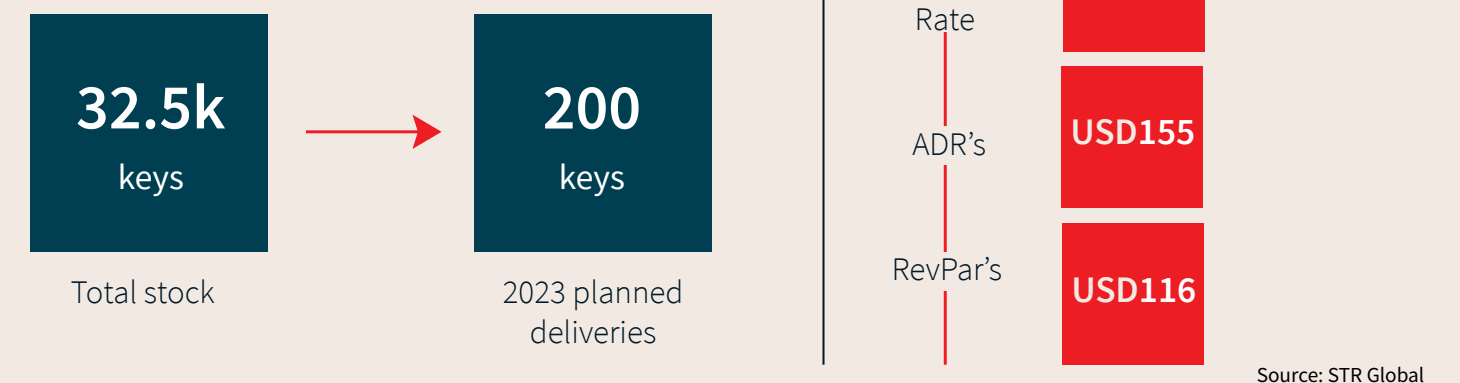 32.5k
keys
Total stock
200
keys
2023 planned
deliveries
Rate
ADR’s
USD155
RevPar’s
USD116
Source: STR Global